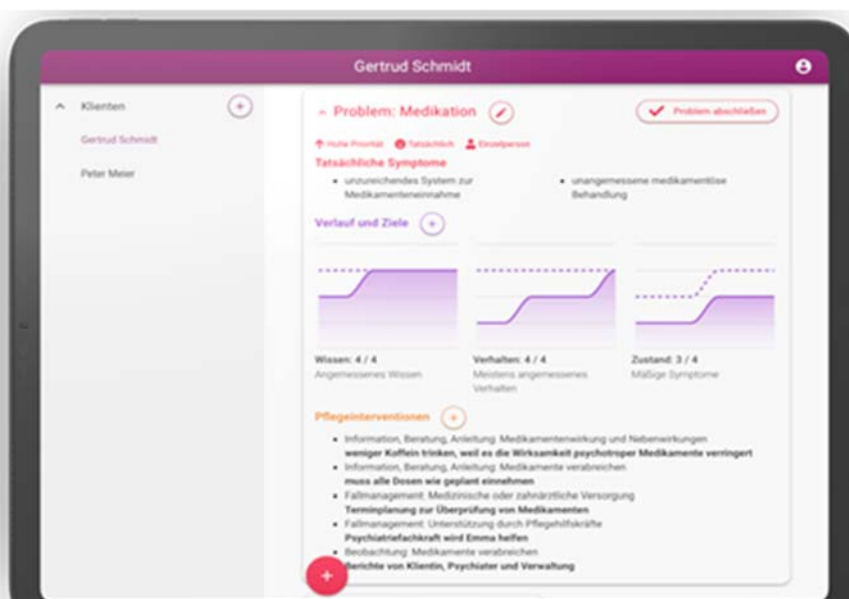 Gertrud Schmidt
Klienten
Gertrud Schmidt
Peter Meier
Problem: Medikation
Problem abschließen
Hohe Priorität Tatsächlich Einzelperson
Tatsächliche Symptome
• unzureichendes System zur
Medikamenteneinnahme
• unangemessene medikamentöse
Behandlung
Verlauf und Ziele
Wissen: 4 / 4
Angemessenes Wissen
Verhalten: 4 / 4
Meistens angemessenes
Verhalten
Zustand: 3 / 4
Mäßige Symptome
Pflegeinterventionen
• Information, Beratung, Anleitung: Medikamentenwirkung und Nebenwirkungen
weniger Koffein trinken, weil es die Wirksamkeit psychotroper Medikamente verringert
• Information, Beratung, Anleitung: Medikamente verabreichen
muss alle Dosen wie geplant einnehmen
• Fallmanagement: Medizinische oder zahnärztliche Versorgung
Terminplanung zur Überprüfung von Medikamenten
• Fallmanagement: Unterstützung durch Pflegehilfskräfte
Psychiatriefachkraft wird Emma helfen
• Beobachtung: Medikamente verabreichen
Berichte von Klientin, Psychiater und Verwaltung